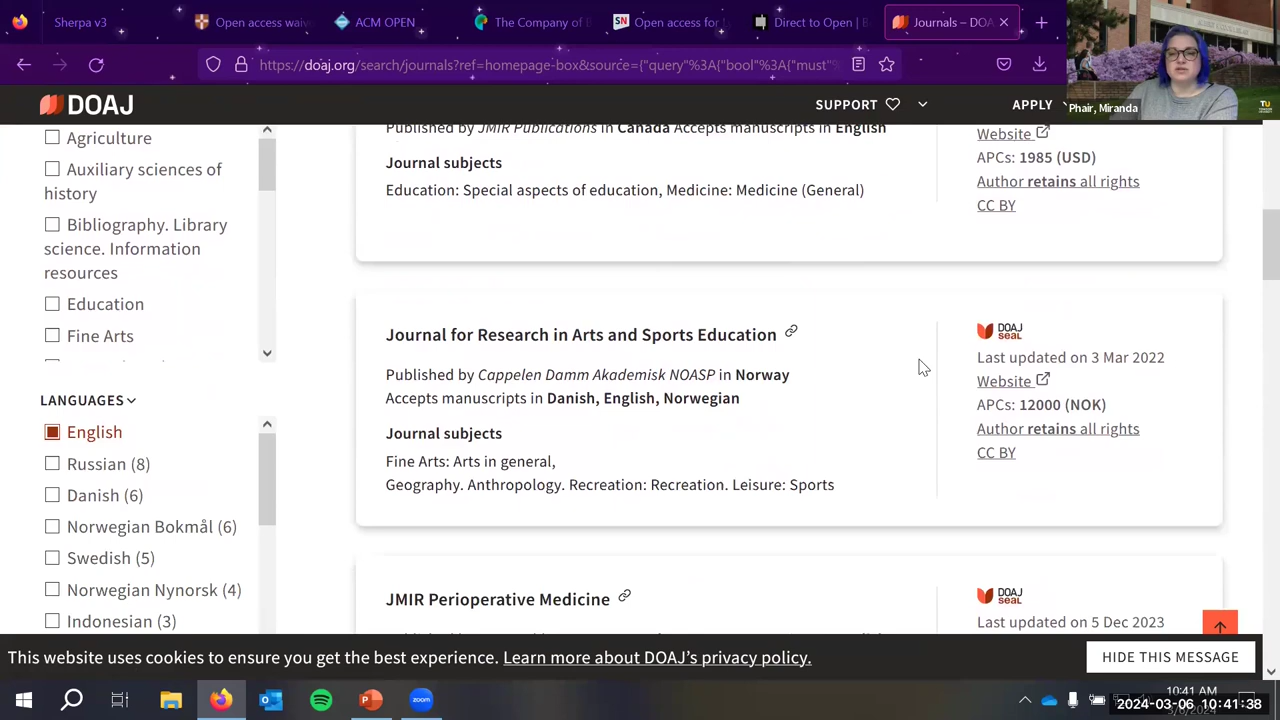 Sherpa v3
Open access waiv
ACM OPEN
The Company of B
SN
Open access for
Direct to Open | B
Journals – DOA
https://doaj.org/search/journals?ref=homepage-box&source={"query"%3A{"bool"%3A{"must"
Phair, Miranda
TU
DOAJ
SUPPORT
APPLY
Agriculture
Auxiliary sciences of
history
Bibliography. Library
science. Information
resources
Education
Fine Arts
LANGUAGES
English
Russian (8)
Danish (6)
Norwegian Bokmål (6)
Swedish (5)
Norwegian Nynorsk (4)
Indonesian (3)
Published by JMIR Publications in Canada Accepts manuscripts in English
Journal subjects
Education: Special aspects of education, Medicine: Medicine (General)
Website
APCs: 1985 (USD)
Author retains all rights
CC BY
Journal for Research in Arts and Sports Education
Published by Cappelen Damm Akademisk NOASP in Norway
Accepts manuscripts in Danish, English, Norwegian
Journal subjects
Fine Arts: Arts in general,
Geography. Anthropology. Recreation: Recreation. Leisure: Sports
DOAJ
seal
Last updated on 3 Mar 2022
Website
APCs: 12000 (NOK)
Author retains all rights
CC BY
JMIR Perioperative Medicine
DOAJ
seal
Last updated on 5 Dec 2023
This website uses cookies to ensure you get the best experience. Learn more about DOAJ's privacy policy.
HIDE THIS MESSAGE
zoom
10:41 AM
2024-03-06 10:41:38